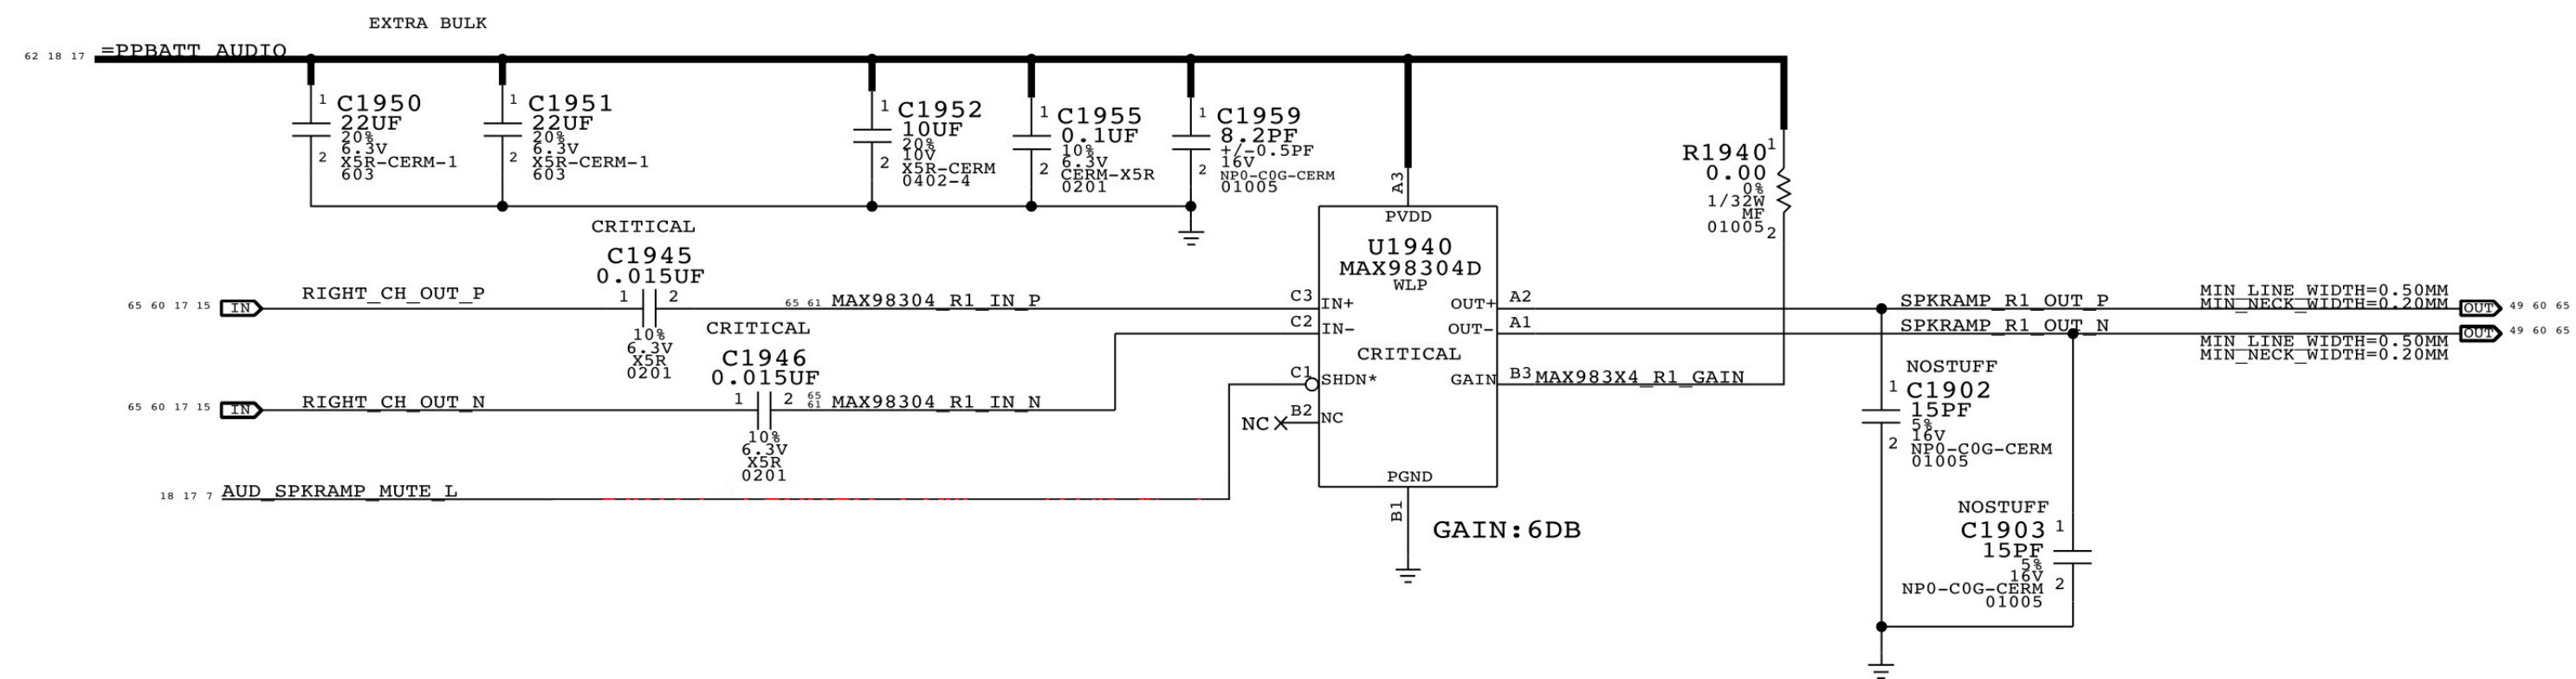 EXTRA BULK
62 18 17 =PPBATT_AUDIO
1 C1950
22UF
20%
6.3V
2 X5R-CERM-1
603
1 C1951
22UF
20%
6.3V
2 X5R-CERM-1
603
1 C1952
10UF
20%
10V
2 X5R-CERM
0402-4
1 C1955
0.1UF
10%
6.3V
2 CERM-X5R
0201
1 C1959
8.2PF
+/-0.5PF
16V
2 NP0-C0G-CERM
01005
R1940 1
0.00
0%
1/32W
MF
01005 2
A3
PVDD
U1940
MAX98304D
WLP
C3 IN+
C2 IN-
CRITICAL
C1 SHDN*
NC B2 NC
PGND
B1
OUT+ A2
OUT- A1
GAIN B3 MAX983X4_R1_GAIN
GAIN:6DB
CRITICAL
C1945
0.015UF
65 60 17 15 IN RIGHT_CH_OUT_P 1 2 65 61 MAX98304_R1_IN_P
10%
6.3V
X5R
0201
CRITICAL
C1946
0.015UF
65 60 17 15 IN RIGHT_CH_OUT_N 1 2 65 61 MAX98304_R1_IN_N
10%
6.3V
X5R
0201
18 17 7 AUD_SPKRAMP_MUTE_L
SPKRAMP_R1_OUT_P MIN_LINE_WIDTH=0.50MM
MIN_NECK_WIDTH=0.20MM OUT 49 60 65
SPKRAMP_R1_OUT_N OUT 49 60 65
MIN_LINE_WIDTH=0.50MM
MIN_NECK_WIDTH=0.20MM
NOSTUFF
1 C1902
15PF
5%
16V
2 NP0-C0G-CERM
01005
NOSTUFF
C1903 1
15PF
5%
16V
NP0-C0G-CERM 2
01005